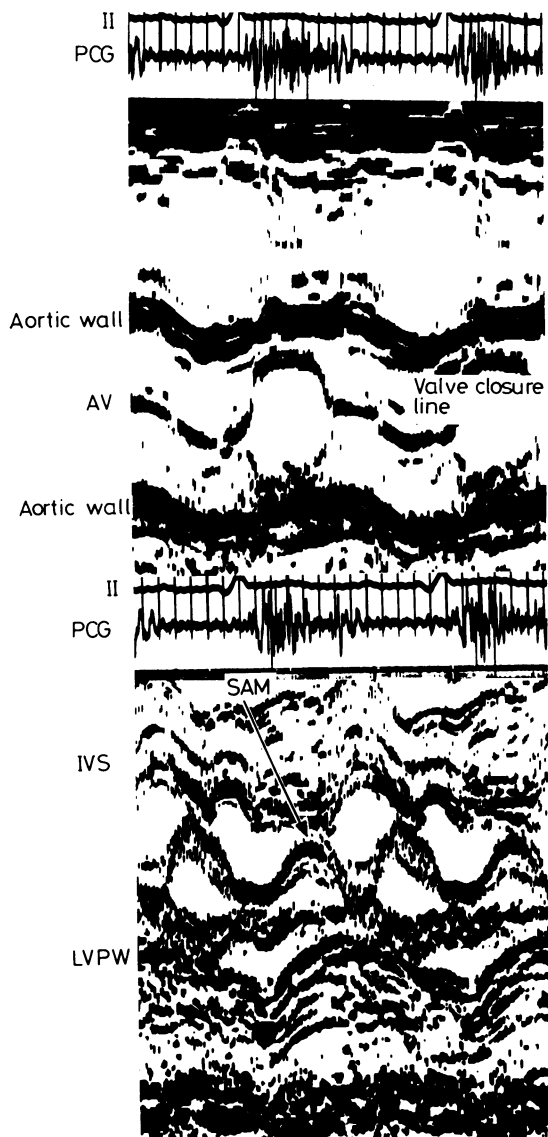 II
PCG
Aortic wall
Valve closure
line
AV
Aortic wall
II
PCG
SAM
IVS
LVPW